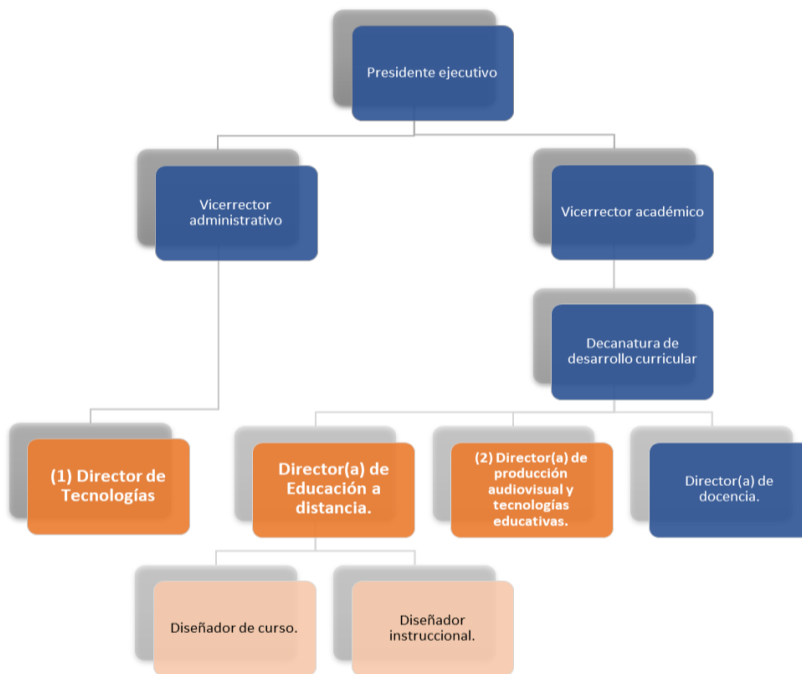 Presidente ejecutivo
Vicerrector
administrativo
Vicerrector académico
Decanatura de
desarrollo curricular
(1) Director de
Tecnologías
Director(a) de
Educación a
distancia.
(2) Director(a) de
producción
audiovisual y
tecnologías
educativas.
Director(a) de
docencia.
Diseñador de curso.
Diseñador
instruccional.